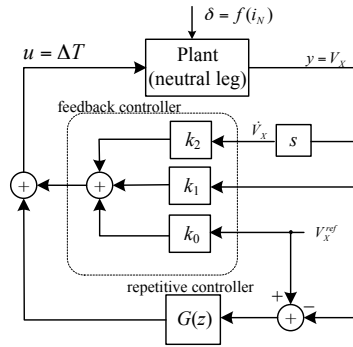 δ = f(i_N)
u = ΔT
Plant
(neutral leg)
y = V_X
feedback controller
k_2
V̇_X
s
+
+
k_1
k_0
V_X^ref
repetitive controller
G(z)
+
−
+